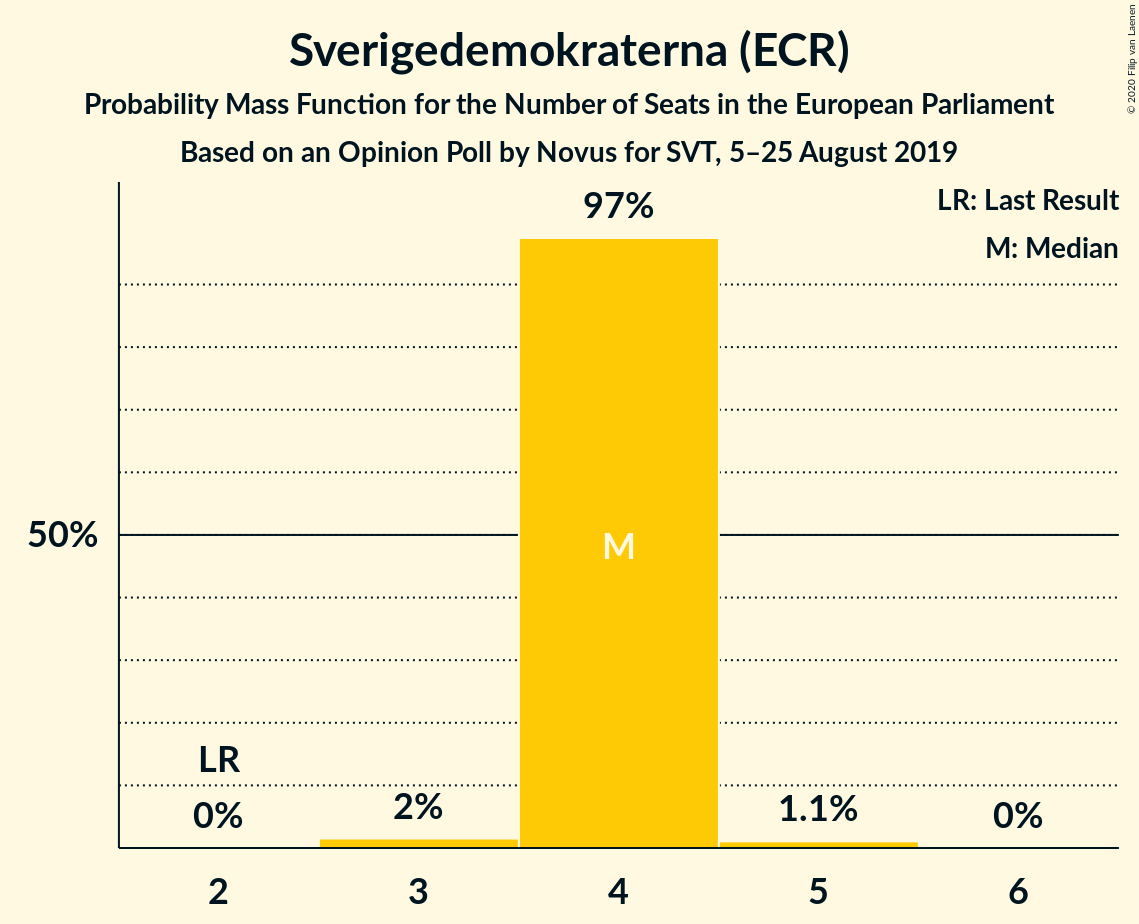 Sverigedemokraterna (ECR)
Probability Mass Function for the Number of Seats in the European Parliament
Based on an Opinion Poll by Novus for SVT, 5–25 August 2019
© 2020 Filip van Laenen
LR: Last Result
M: Median
97%
50%
M
LR
0%
2%
1.1%
0%
2
3
4
5
6